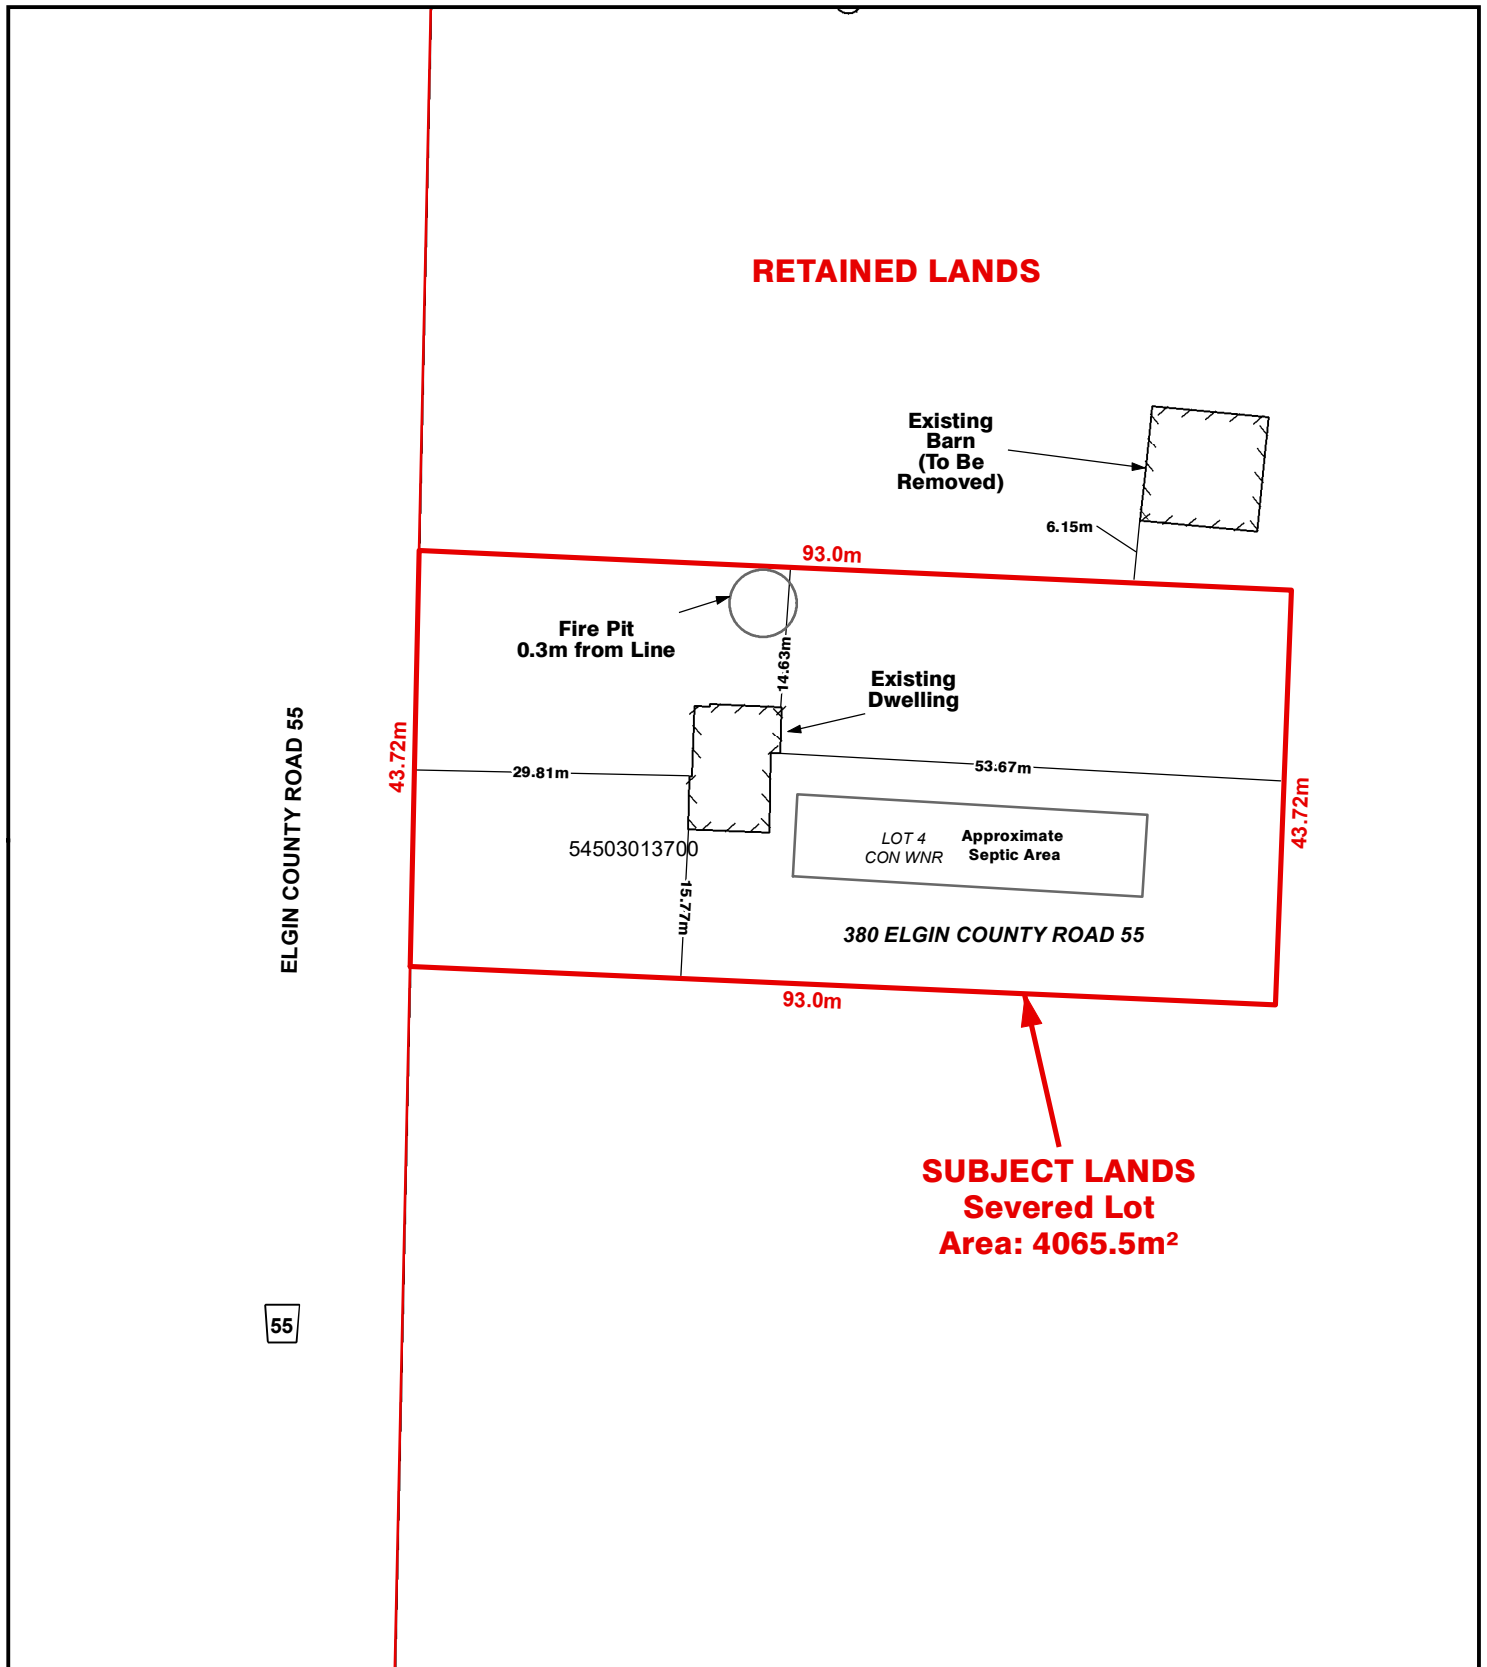 RETAINED LANDS
Existing
Barn
(To Be
Removed)
6.15m
93.0m
Fire Pit
0.3m from Line
14.63m
Existing
Dwelling
ELGIN COUNTY ROAD 55
43.72m
29.81m
53.67m
43.72m
LOT 4
CON WNR
Approximate
Septic Area
54503013700
15.77m
380 ELGIN COUNTY ROAD 55
93.0m
SUBJECT LANDS
Severed Lot
Area: 4065.5m²
55